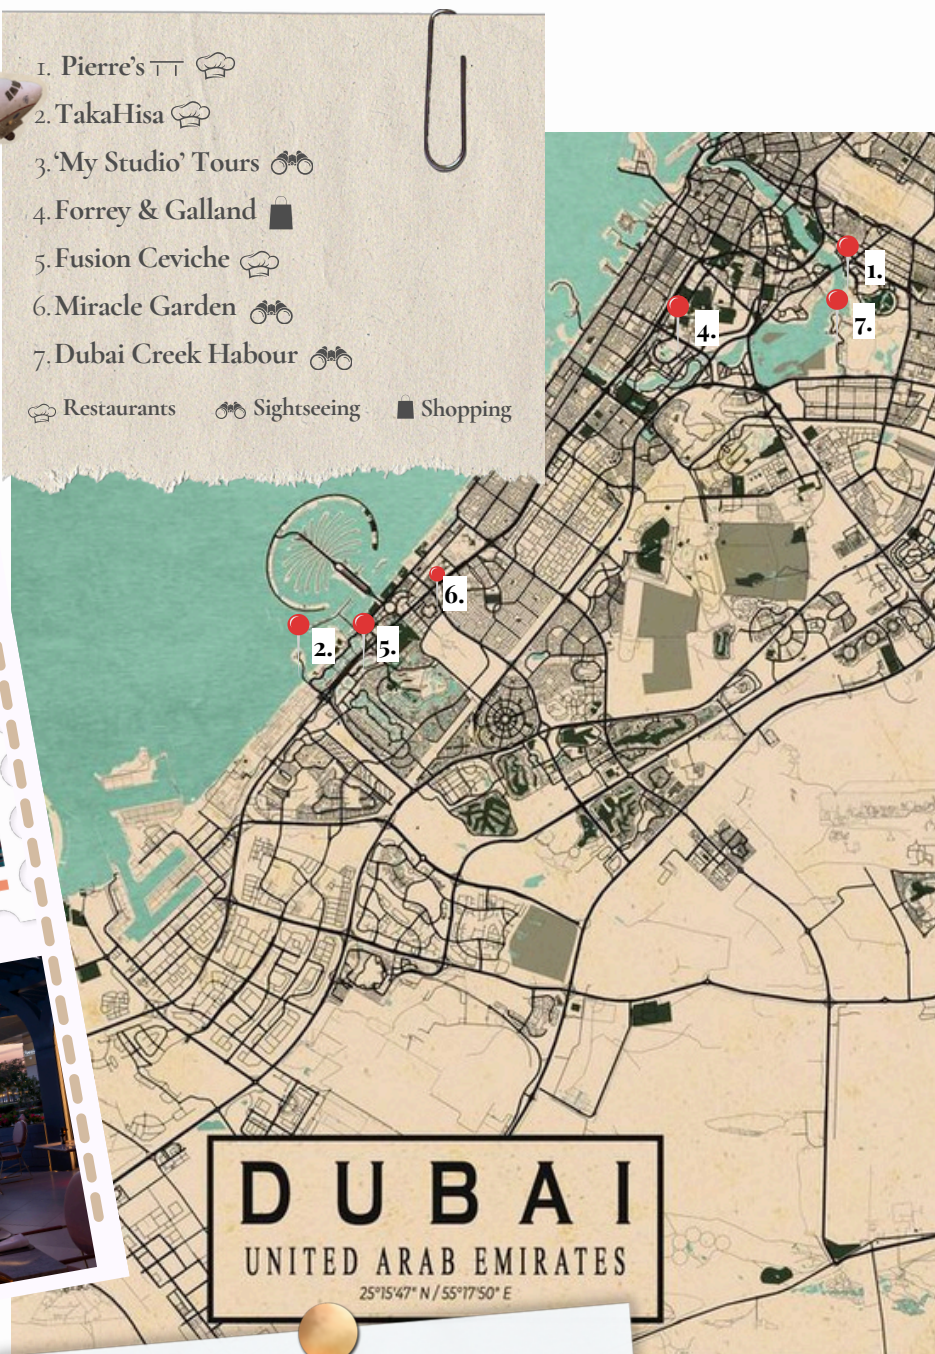 1. Pierre's TT
2. TakaHisa
3. 'My Studio' Tours
4. Forrey & Galland
5. Fusion Ceviche
6. Miracle Garden
7. Dubai Creek Habour
Restaurants Sightseeing Shopping
1.
7.
4.
6.
2.
5.
DUBAI
UNITED ARAB EMIRATES
25°15'47" N / 55°17'50" E